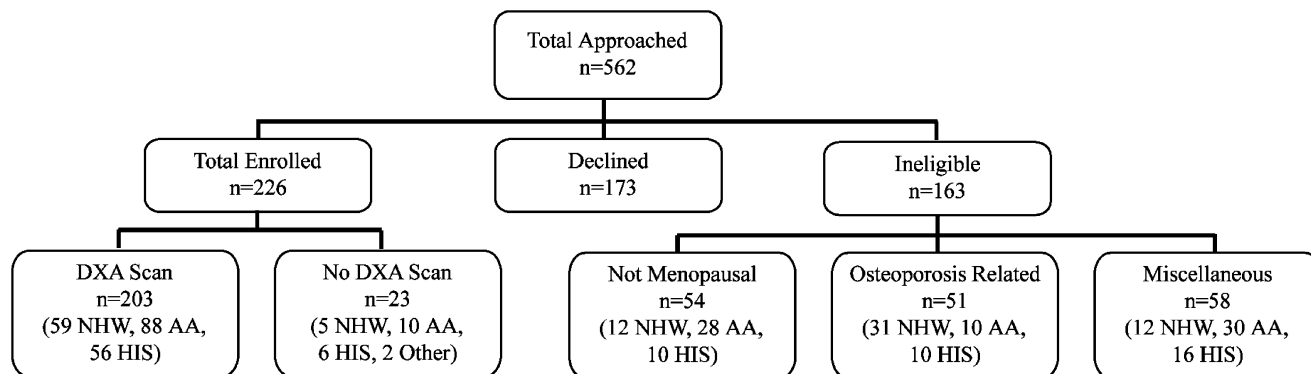 Total Approached
n=562
Total Enrolled
n=226
Declined
n=173
Ineligible
n=163
DXA Scan
n=203
(59 NHW, 88 AA,
56 HIS)
No DXA Scan
n=23
(5 NHW, 10 AA,
6 HIS, 2 Other)
Not Menopausal
n=54
(12 NHW, 28 AA,
10 HIS)
Osteoporosis Related
n=51
(31 NHW, 10 AA,
10 HIS)
Miscellaneous
n=58
(12 NHW, 30 AA,
16 HIS)